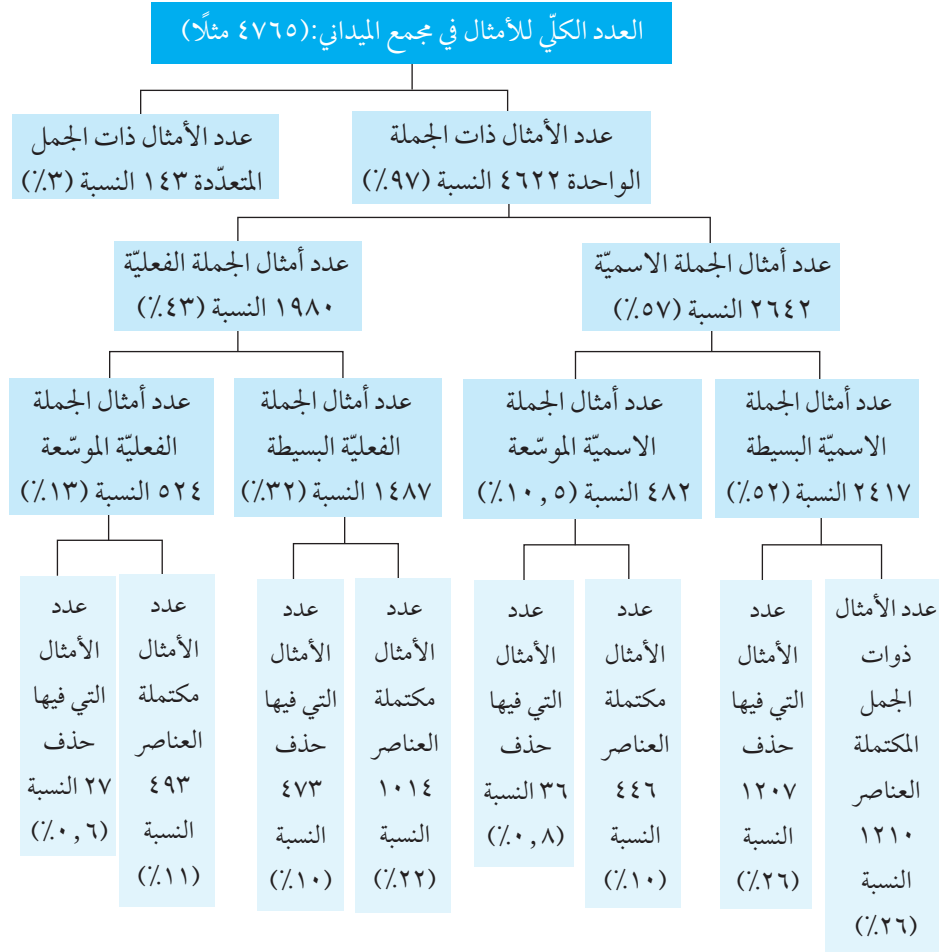 العدد الكلّي للأمثال في مجمع الميداني:(٤٧٦٥ مثلًا)
عدد الأمثال ذات الجملة
الواحدة ٤٦٢٢ النسبة (٩٧٪)
عدد الأمثال ذات الجمل
المتعدّدة ١٤٣ النسبة (٣٪)
عدد أمثال الجملة الاسميّة
٢٦٤٢ النسبة (٥٧٪)
عدد أمثال الجملة الفعليّة
١٩٨٠ النسبة (٤٣٪)
عدد أمثال الجملة
الاسميّة البسيطة
٢٤١٧ النسبة (٥٢٪)
عدد أمثال الجملة
الاسميّة الموسّعة
٤٨٢ النسبة (١٠,٥٪)
عدد أمثال الجملة
الفعليّة البسيطة
١٤٨٧ النسبة (٣٢٪)
عدد أمثال الجملة
الفعليّة الموسّعة
٥٢٤ النسبة (١٣٪)
عدد الأمثال
ذوات
الجمل
المكتملة
العناصر
١٢١٠
النسبة
(٢٦٪)
عدد
الأمثال
التي فيها
حذف
١٢٠٧
النسبة
(٢٦٪)
عدد
الأمثال
مكتملة
العناصر
٤٤٦
النسبة
(١٠٪)
عدد
الأمثال
التي فيها
حذف
٣٦ النسبة
(٠,٨٪)
عدد
الأمثال
مكتملة
العناصر
١٠١٤
النسبة
(٢٢٪)
عدد
الأمثال
التي فيها
حذف
٤٧٣
النسبة
(١٠٪)
عدد
الأمثال
مكتملة
العناصر
٤٩٣
النسبة
(١١٪)
عدد
الأمثال
التي فيها
حذف
٢٧ النسبة
(٠,٦٪)